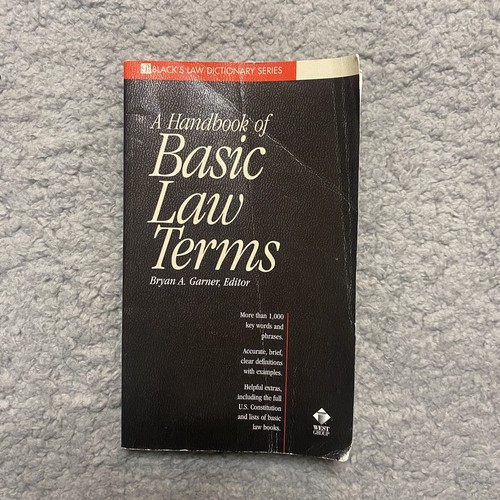 BLACK'S LAW DICTIONARY SERIES
A Handbook of
Basic
Law
Terms
Bryan A. Garner, Editor
More than 1,000
key words and
phrases.
Accurate, brief,
clear definitions
with examples.
Helpful extras,
including the full
U.S. Constitution
and lists of basic
law books.
WEST
GROUP